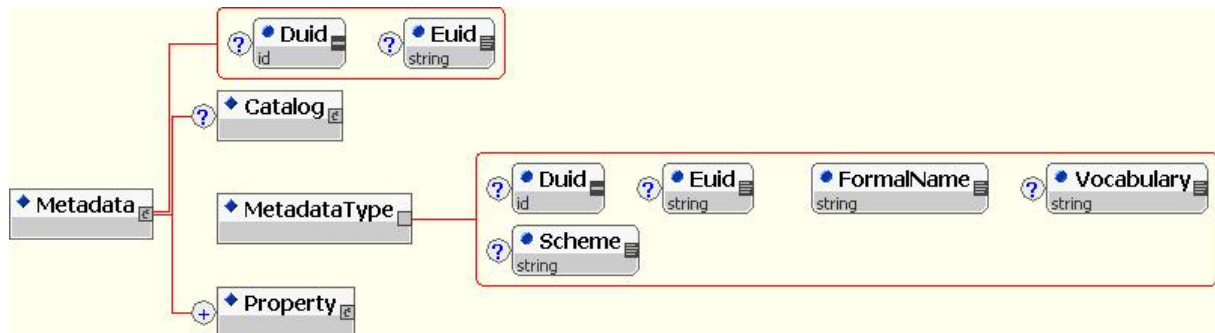 ? Duid ? Euid
id string
? Catalog
Metadata
MetadataType
? Duid ? Euid FormalName ? Vocabulary
id string string string
? Scheme
string
+ Property